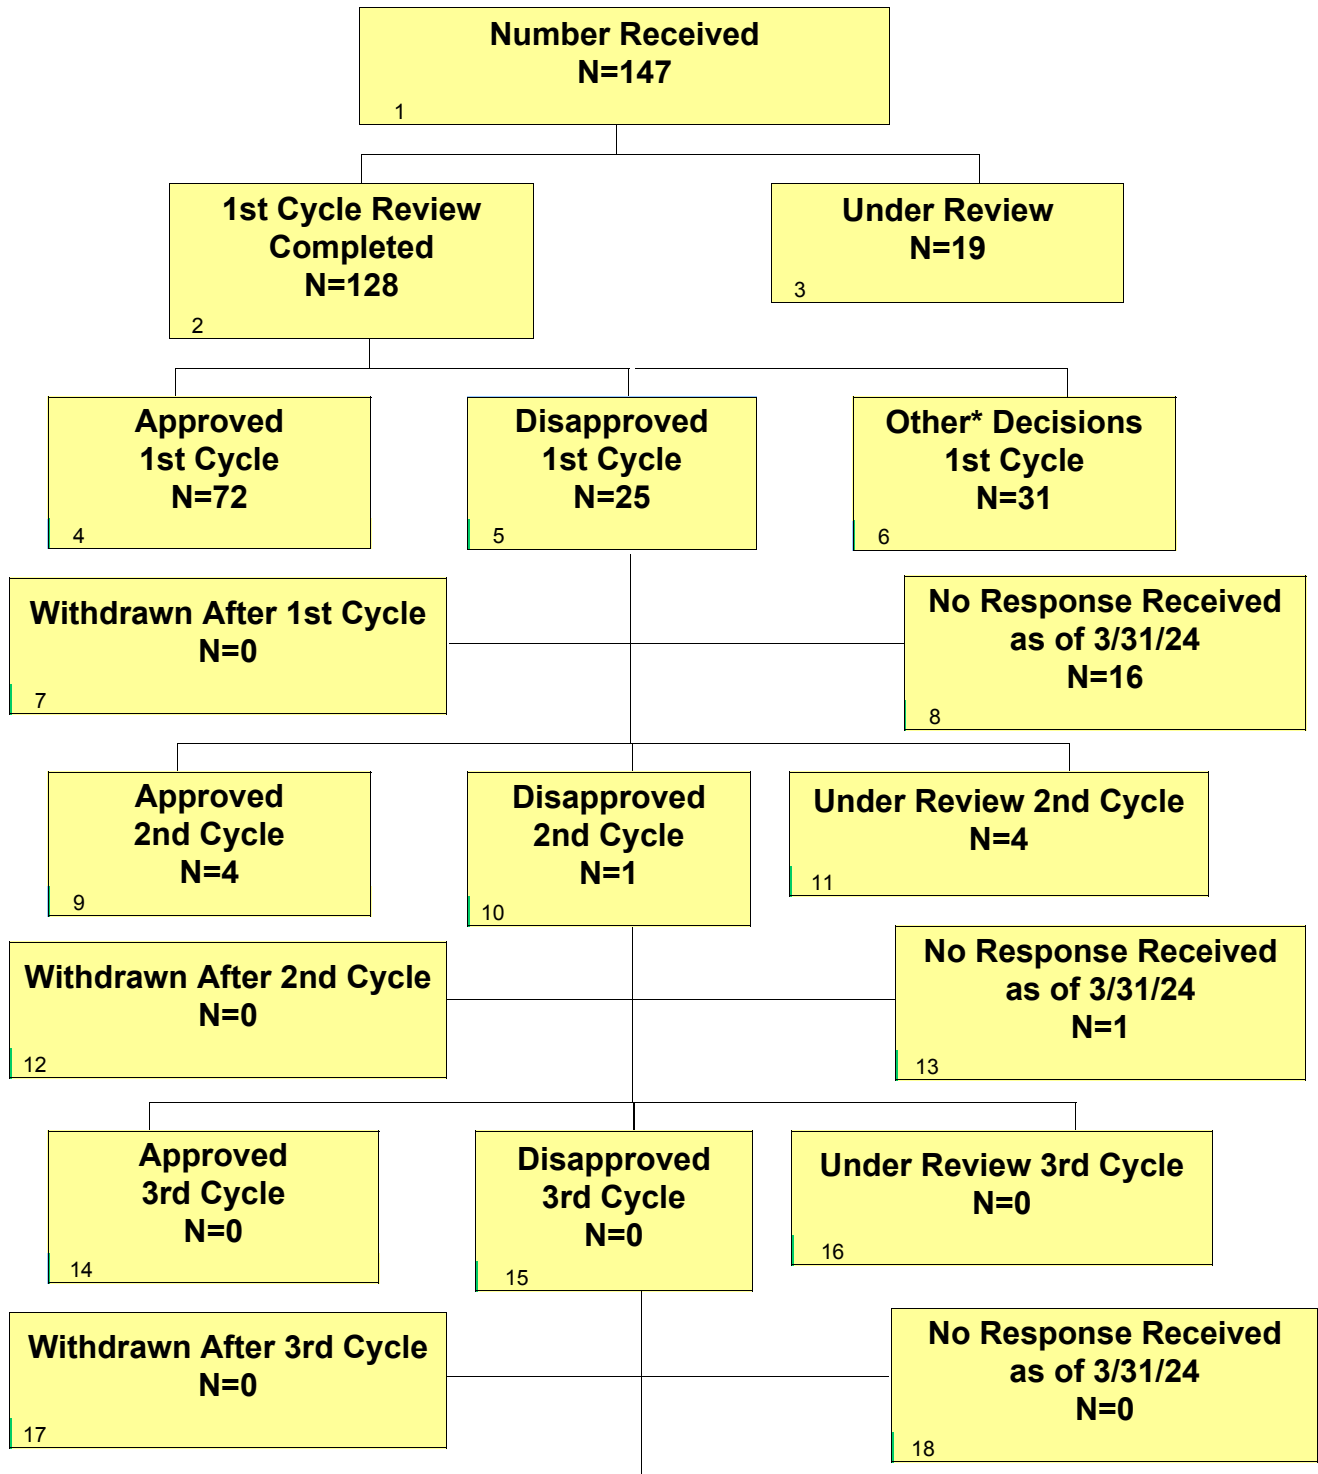 Number Received
N=147
1
1st Cycle Review
Completed
N=128
2
Under Review
N=19
3
Approved
1st Cycle
N=72
4
Disapproved
1st Cycle
N=25
5
Other* Decisions
1st Cycle
N=31
6
Withdrawn After 1st Cycle
N=0
7
No Response Received
as of 3/31/24
N=16
8
Approved
2nd Cycle
N=4
9
Disapproved
2nd Cycle
N=1
10
Under Review 2nd Cycle
N=4
11
Withdrawn After 2nd Cycle
N=0
12
No Response Received
as of 3/31/24
N=1
13
Approved
3rd Cycle
N=0
14
Disapproved
3rd Cycle
N=0
15
Under Review 3rd Cycle
N=0
16
Withdrawn After 3rd Cycle
N=0
17
No Response Received
as of 3/31/24
N=0
18